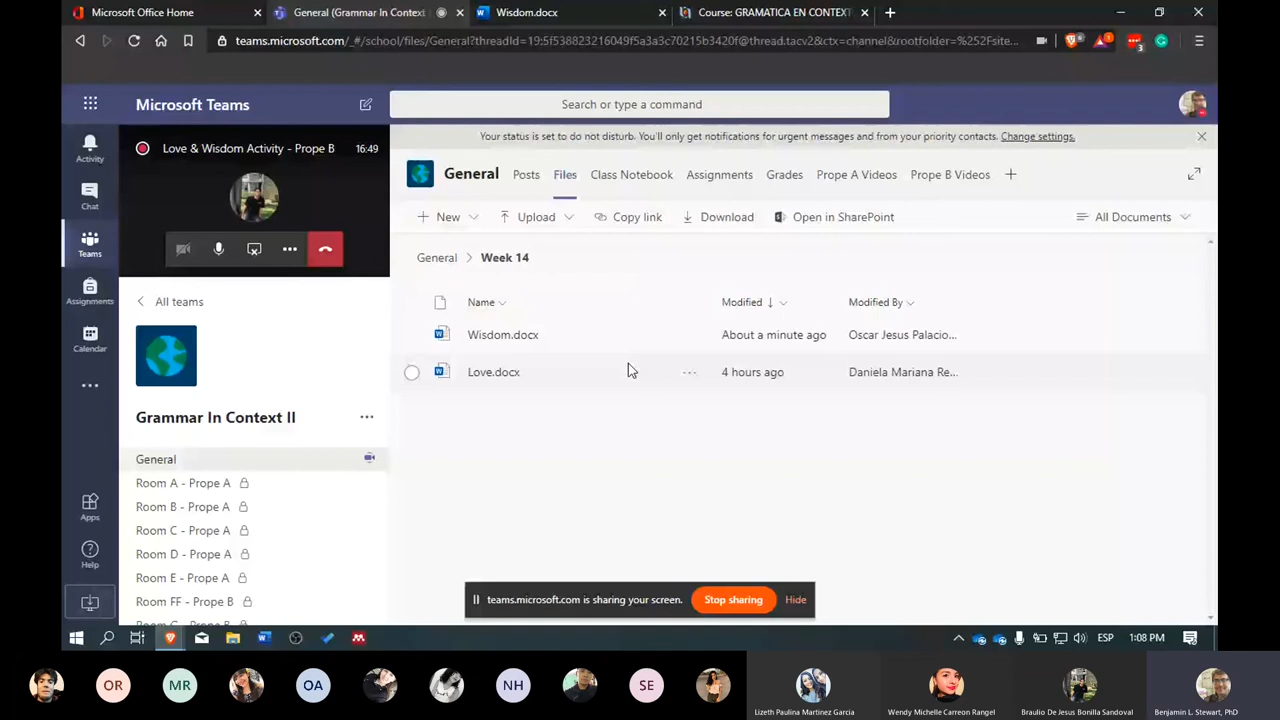 Microsoft Office Home
General (Grammar In Context
Wisdom.docx
Course: GRAMATICA EN CONTEXT
teams.microsoft.com/_#/school/files/General?threadId=19:5f538823216049f5a3a3c70215b3420f@thread.tacv2&ctx=channel&rootfolder=%252Fsite...
3
Microsoft Teams
Search or type a command
Your status is set to do not disturb. You'll only get notifications for urgent messages and from your priority contacts. Change settings.
Activity
Chat
Teams
Assignments
Calendar
Apps
Help
Love & Wisdom Activity - Prope B
16:49
General
Posts
Files
Class Notebook
Assignments
Grades
Prope A Videos
Prope B Videos
New
Upload
Copy link
Download
Open in SharePoint
All Documents
General > Week 14
Name
Modified
Modified By
Wisdom.docx
About a minute ago
Oscar Jesus Palacio...
Love.docx
4 hours ago
Daniela Mariana Re...
All teams
Grammar In Context II
General
Room A - Prope A
Room B - Prope A
Room C - Prope A
Room D - Prope A
Room E - Prope A
Room FF - Prope B
teams.microsoft.com is sharing your screen.
Stop sharing
Hide
ESP
1:08 PM
OR
MR
OA
NH
SE
Lizeth Paulina Martinez Garcia
Wendy Michelle Carreon Rangel
Braulio De Jesus Bonilla Sandoval
Benjamin L. Stewart, PhD